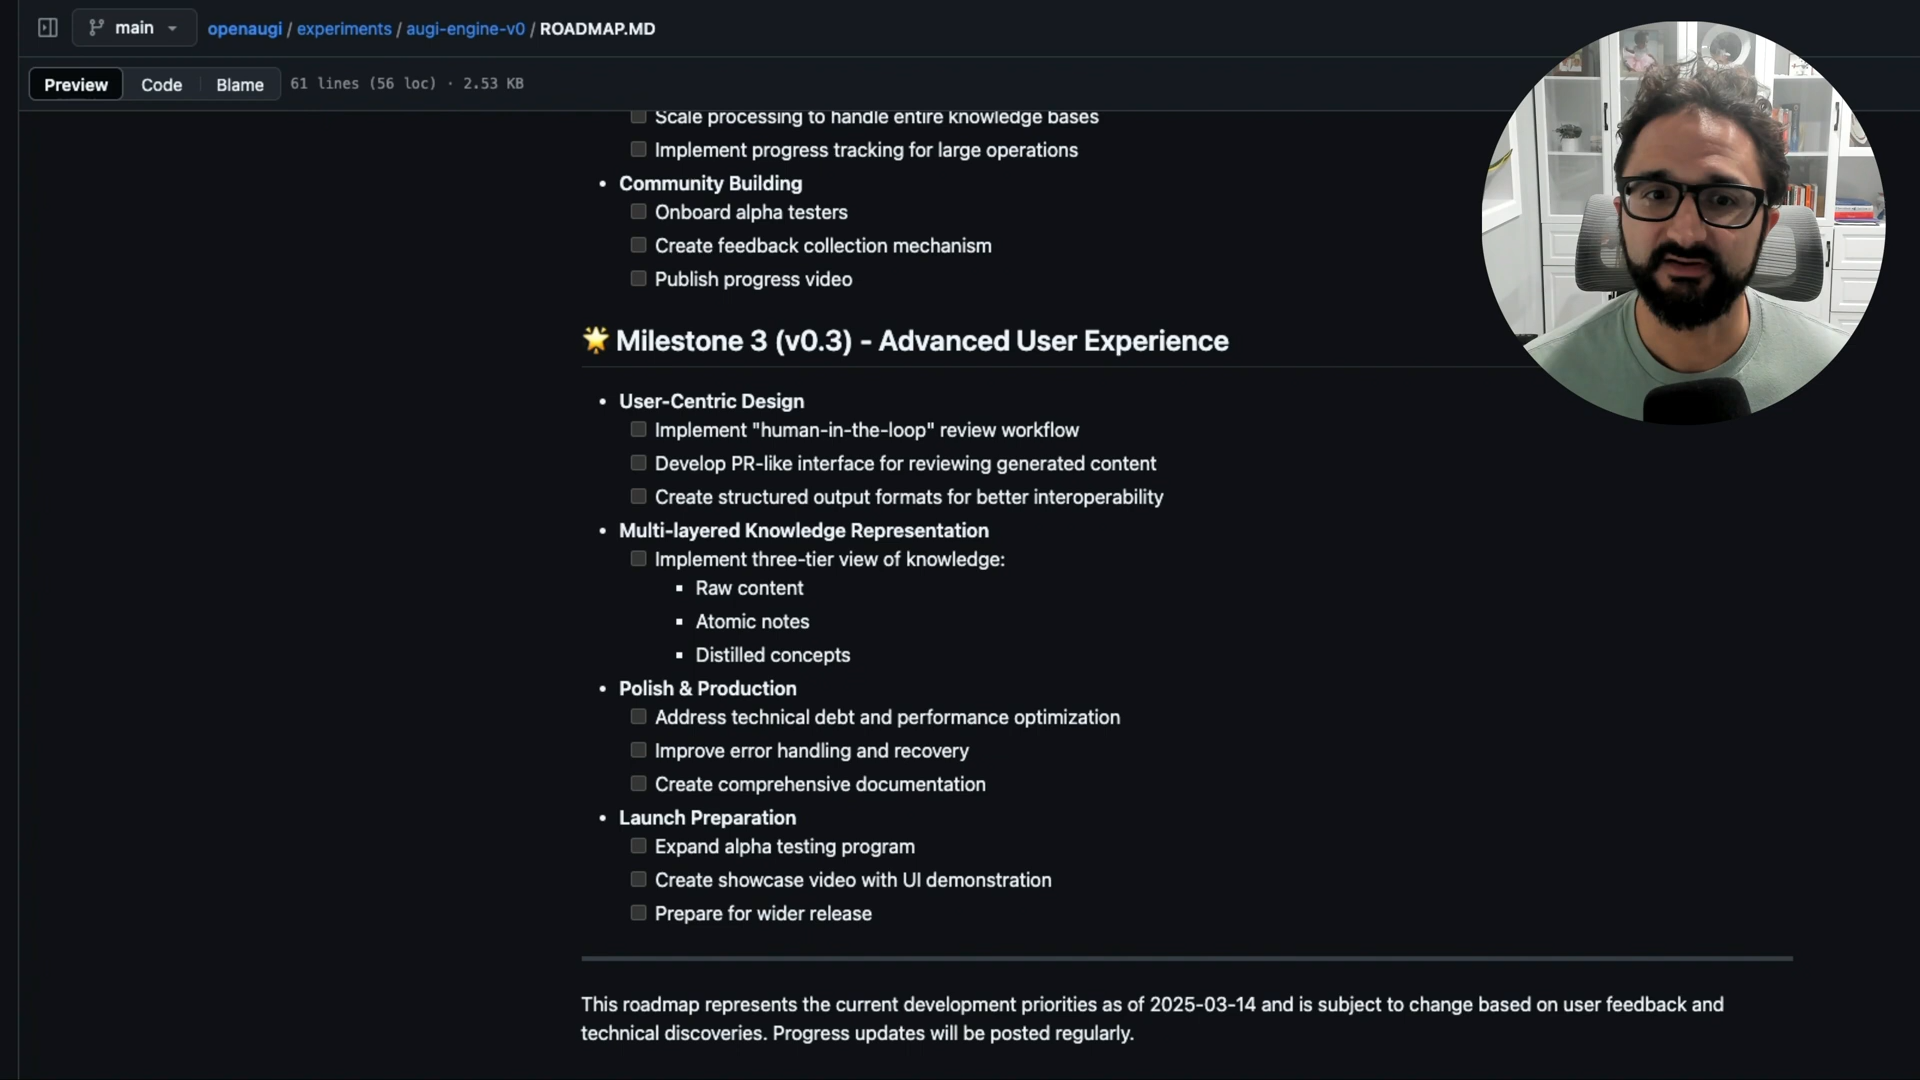 main
openaugi / experiments / augi-engine-v0 / ROADMAP.MD
Preview Code Blame 61 lines (56 loc) · 2.53 KB
Scale processing to handle entire knowledge bases
Implement progress tracking for large operations
• Community Building
Onboard alpha testers
Create feedback collection mechanism
Publish progress video
🌟 Milestone 3 (v0.3) - Advanced User Experience
• User-Centric Design
Implement "human-in-the-loop" review workflow
Develop PR-like interface for reviewing generated content
Create structured output formats for better interoperability
• Multi-layered Knowledge Representation
Implement three-tier view of knowledge:
▪ Raw content
▪ Atomic notes
▪ Distilled concepts
• Polish & Production
Address technical debt and performance optimization
Improve error handling and recovery
Create comprehensive documentation
• Launch Preparation
Expand alpha testing program
Create showcase video with UI demonstration
Prepare for wider release
This roadmap represents the current development priorities as of 2025-03-14 and is subject to change based on user feedback and
technical discoveries. Progress updates will be posted regularly.